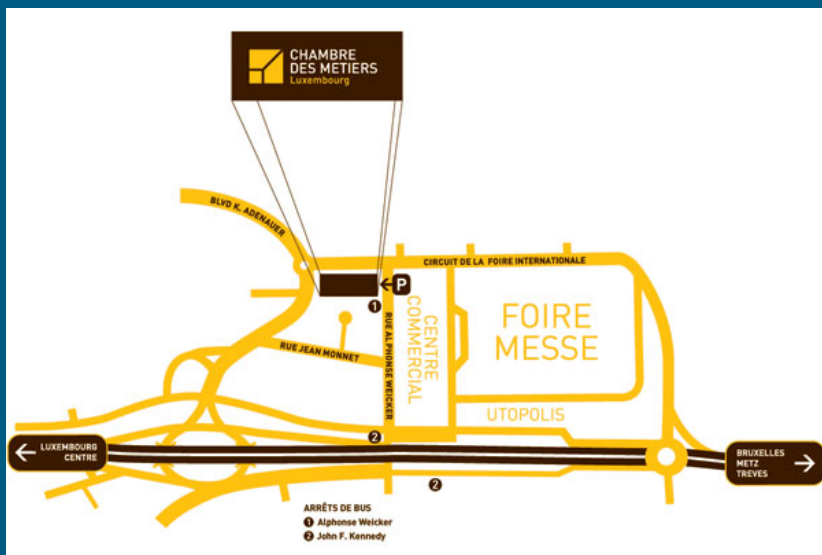 CHAMBRE
DES METIERS
Luxembourg
BLVD K. ADENAUER
CIRCUIT DE LA FOIRE INTERNATIONALE
P
1
RUE ALPHONSE WEICKER
CENTRE
COMMERCIAL
FOIRE
MESSE
RUE JEAN MONNET
UTOPOLIS
2
LUXEMBOURG
CENTRE
BRUXELLES
METZ
TREVES
2
ARRÊTS DE BUS
1 Alphonse Weicker
2 John F. Kennedy